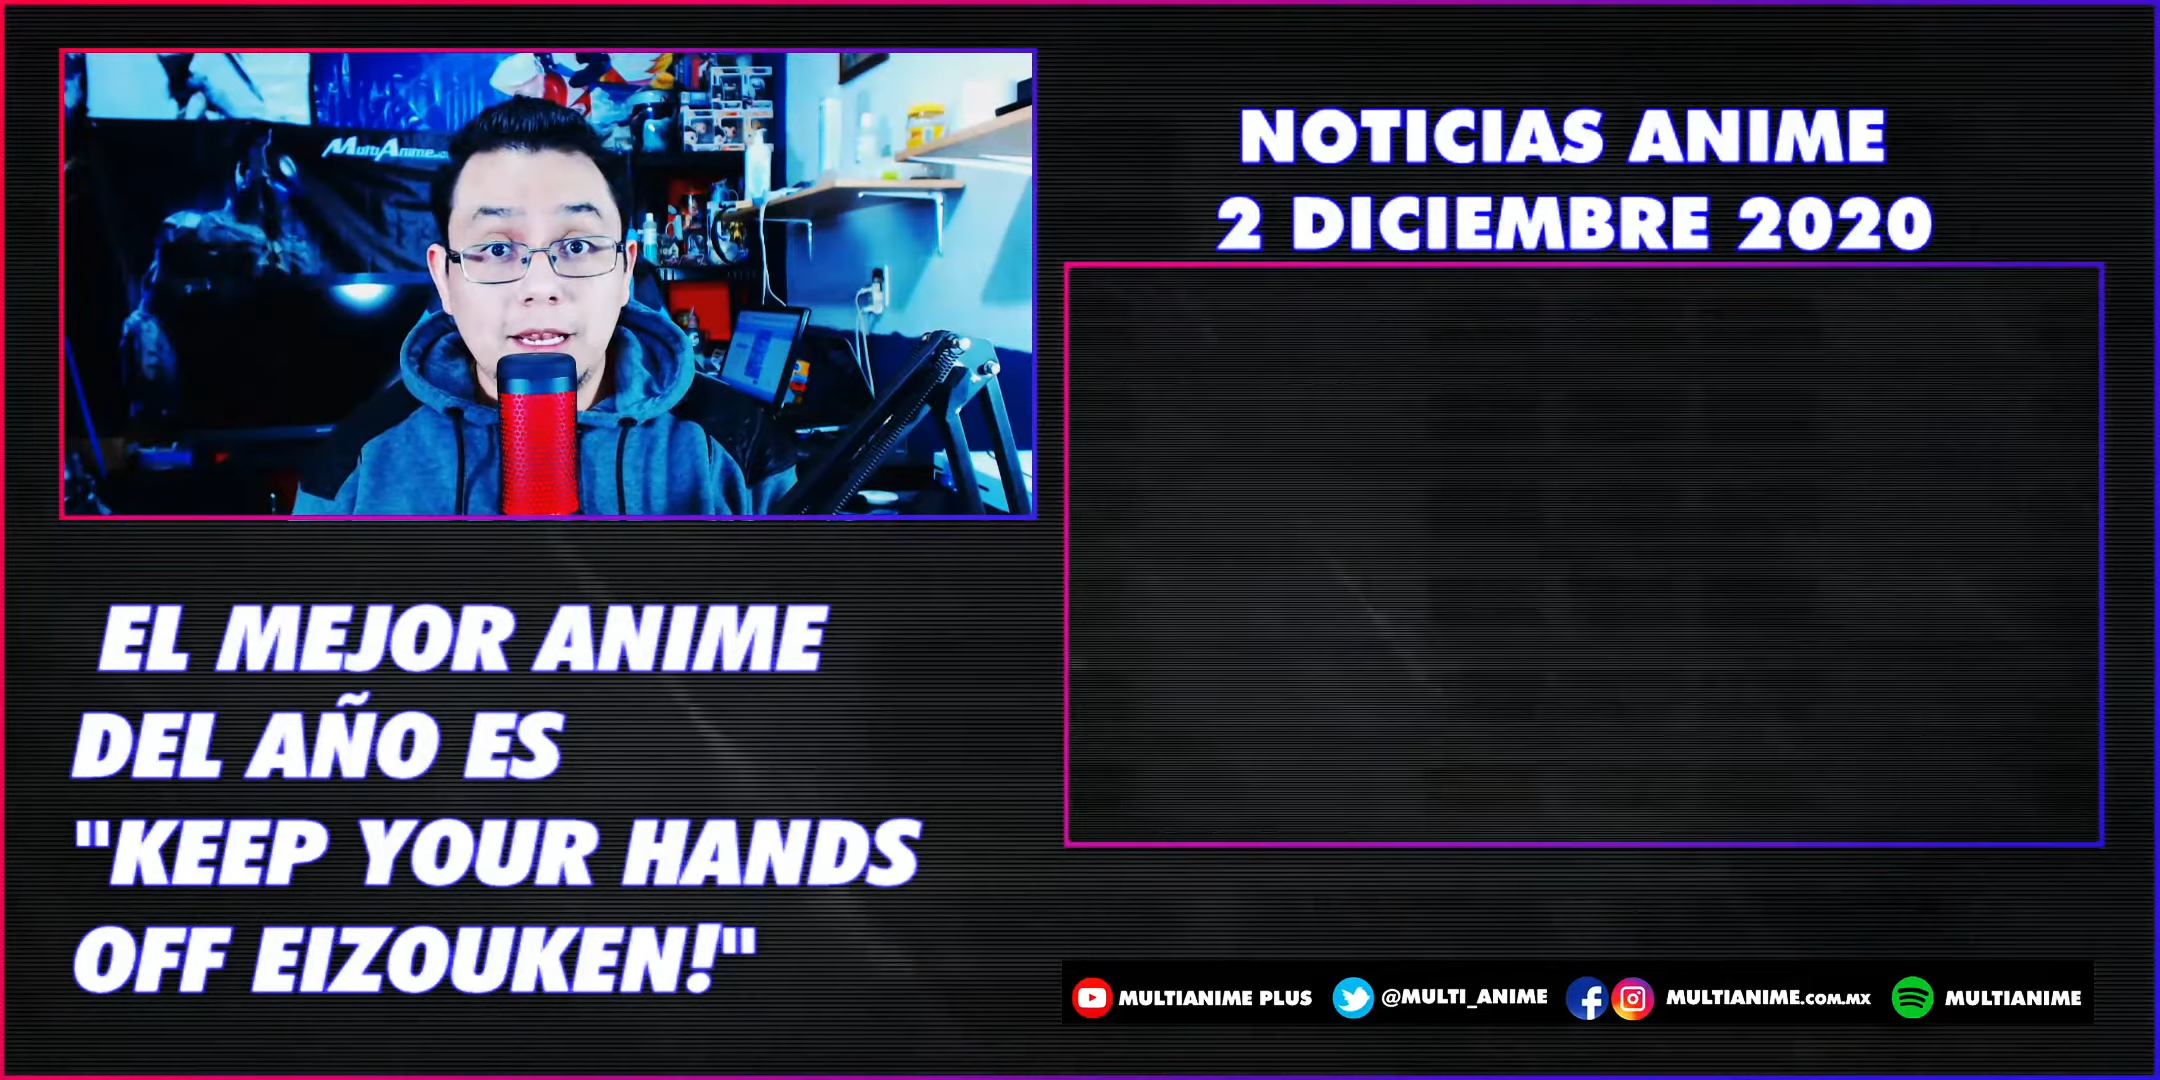 MultiAnime
NOTICIAS ANIME
2 DICIEMBRE 2020
EL MEJOR ANIME
DEL AÑO ES
"KEEP YOUR HANDS
OFF EIZOUKEN!"
MULTIANIME PLUS @MULTI_ANIME MULTIANIME.COM.MX MULTIANIME